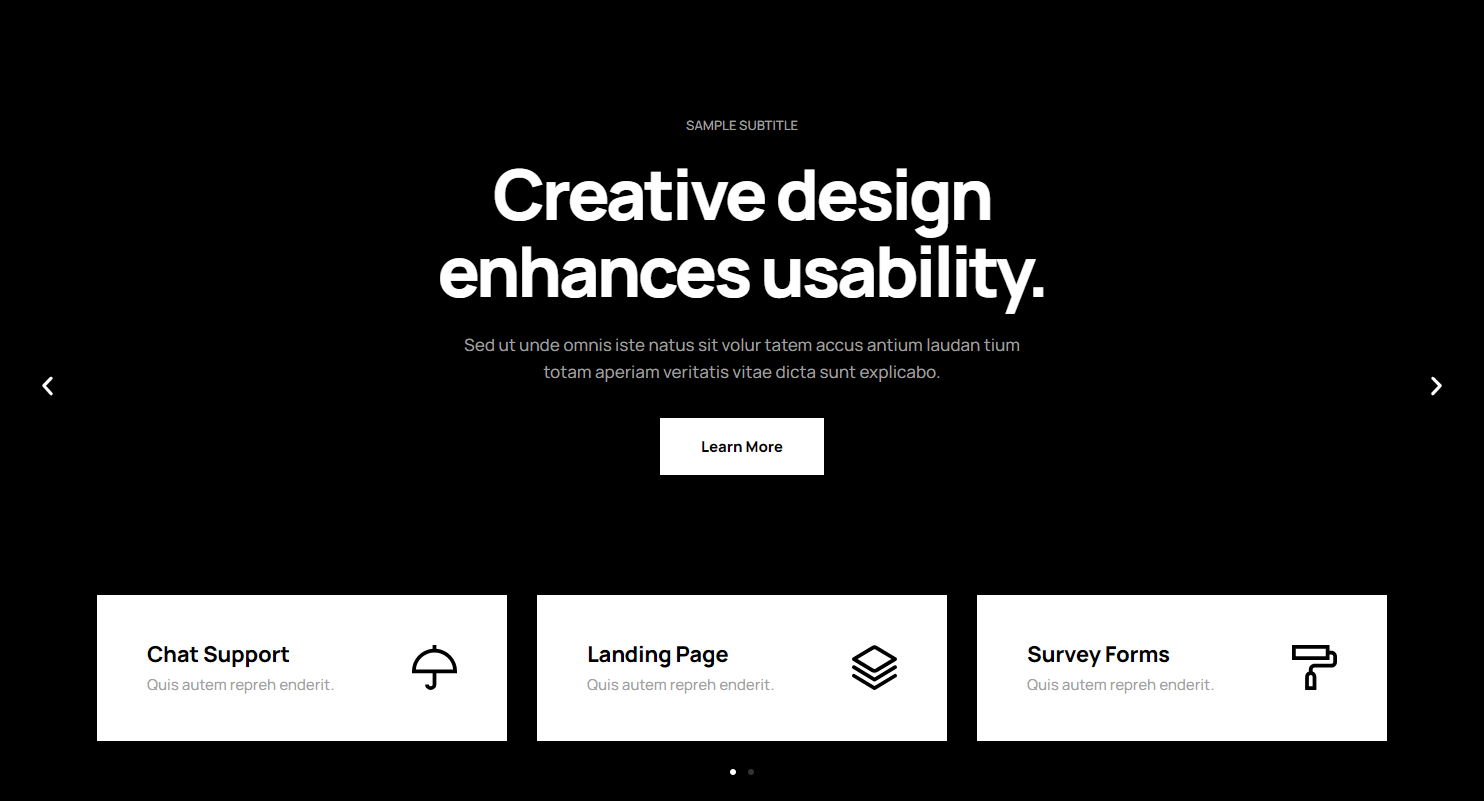 SAMPLE SUBTITLE
Creative design
enhances usability.
Sed ut unde omnis iste natus sit volur tatem accus antium laudan tium
totam aperiam veritatis vitae dicta sunt explicabo.
Learn More
Chat Support
Quis autem repreh enderit.
Landing Page
Quis autem repreh enderit.
Survey Forms
Quis autem repreh enderit.